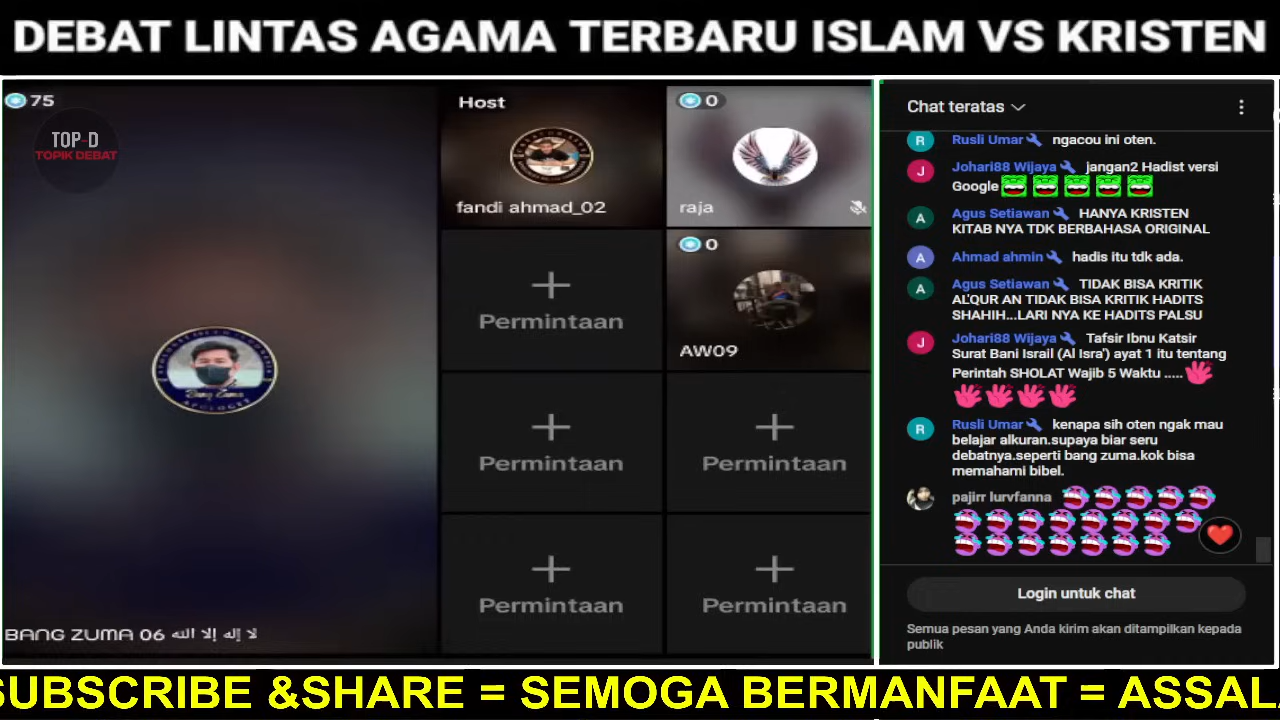 DEBAT LINTAS AGAMA TERBARU ISLAM VS KRISTEN
75
TOP-D
TOPIK DEBAT
BANG ZUMA 06 لا إله إلا الله
Host
fandi ahmad_02
0
raja
Permintaan
0
AW09
Permintaan
Permintaan
Permintaan
Permintaan
Bang Zuma
APOLOGET
Chat teratas
R
Rusli Umar ngacou ini oten.
J
Johari88 Wijaya jangan2 Hadist versi
Google
A
Agus Setiawan HANYA KRISTEN
KITAB NYA TDK BERBAHASA ORIGINAL
A
Ahmad ahmin hadis itu tdk ada.
A
Agus Setiawan TIDAK BISA KRITIK
AL'QUR AN TIDAK BISA KRITIK HADITS
SHAHIH...LARI NYA KE HADITS PALSU
J
Johari88 Wijaya Tafsir Ibnu Katsir
Surat Bani Israil (Al Isra') ayat 1 itu tentang
Perintah SHOLAT Wajib 5 Waktu .....
R
Rusli Umar kenapa sih oten ngak mau
belajar alkuran.supaya biar seru
debatnya.seperti bang zuma.kok bisa
memahami bibel.
pajirr lurvfanna
Login untuk chat
Semua pesan yang Anda kirim akan ditampilkan kepada
publik
SUBSCRIBE &SHARE = SEMOGA BERMANFAAT = ASSAL